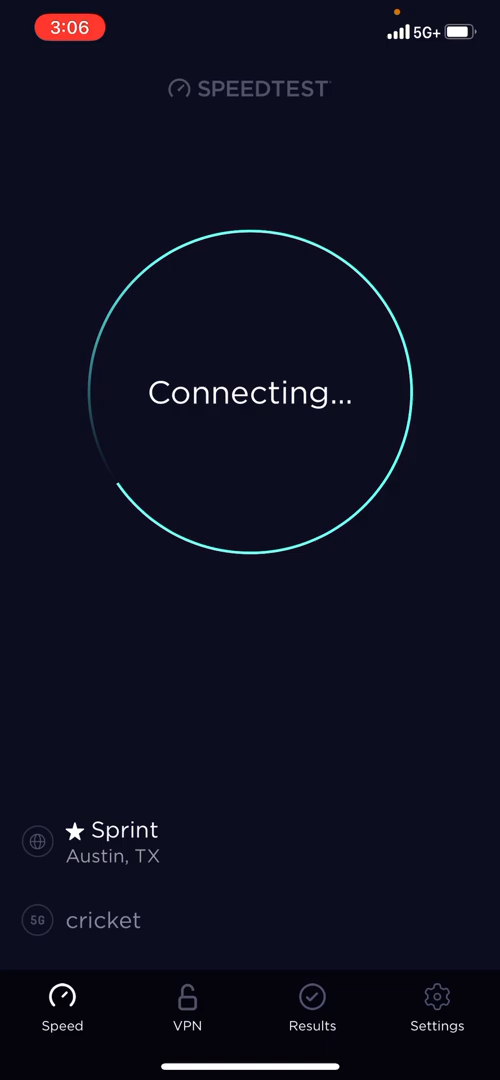 3:06
5G+
SPEEDTEST
Connecting...
★ Sprint
Austin, TX
5G
cricket
Speed
VPN
Results
Settings